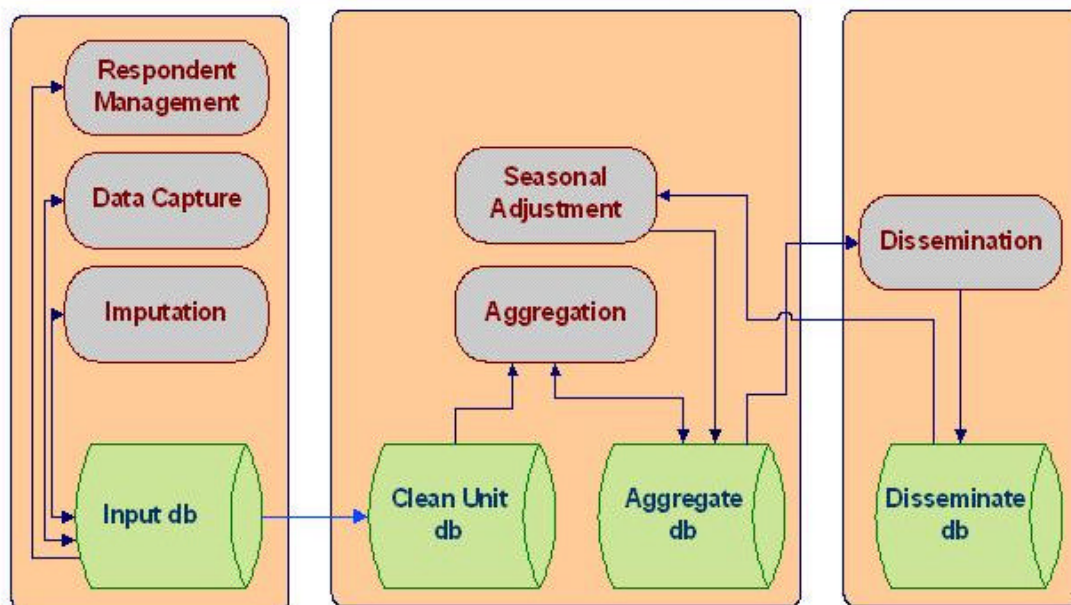 Respondent
Management
Data Capture
Imputation
Input db
Seasonal
Adjustment
Aggregation
Clean Unit
db
Aggregate
db
Dissemination
Disseminate
db